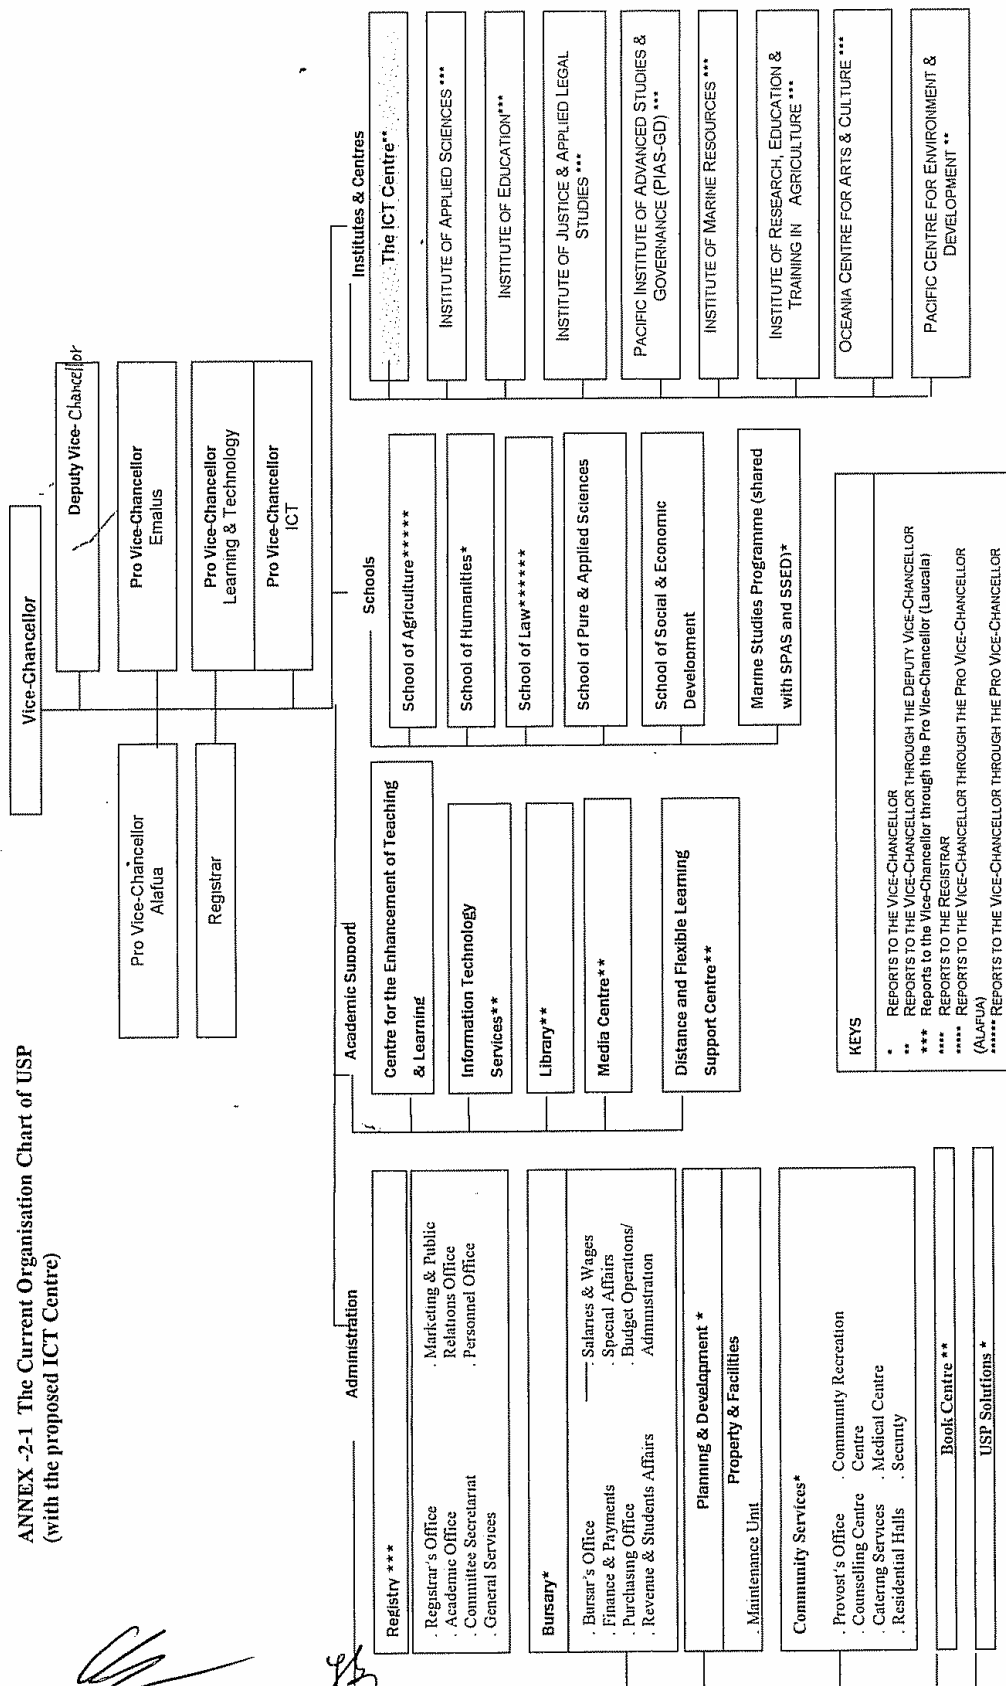 ANNEX -2-1 The Current Organisation Chart of USP
(with the proposed ICT Centre)
Vice-Chancellor
Deputy Vice-Chancellor
Pro Vice-Chancellor
Alafua
Pro Vice-Chancellor
Emalus
Registrar
Pro Vice-Chancellor
Learning & Technology
Pro Vice-Chancellor
ICT
Administration
Registry ***
. Registrar's Office
. Academic Office
. Committee Secretariat
. General Services
. Marketing & Public
Relations Office
. Personnel Office
Bursary*
. Bursar's Office
. Finance & Payments
. Purchasing Office
. Revenue & Students Affairs
. Salaries & Wages
. Special Affairs
. Budget Operations/
Administration
Planning & Development *
Property & Facilities
. Maintenance Unit
Community Services*
. Provost's Office
. Counselling Centre
. Catering Services
. Residential Halls
. Community Recreation
Centre
. Medical Centre
. Security
Book Centre **
USP Solutions *
Academic Support
Centre for the Enhancement of Teaching
& Learning
Information Technology
Services**
Library**
Media Centre**
Distance and Flexible Learning
Support Centre**
Schools
School of Agriculture*****
School of Humanities*
School of Law******
School of Pure & Applied Sciences
School of Social & Economic
Development
Marine Studies Programme (shared
with SPAS and SSED)*
Institutes & Centres
The ICT Centre**
INSTITUTE OF APPLIED SCIENCES ***
INSTITUTE OF EDUCATION***
INSTITUTE OF JUSTICE & APPLIED LEGAL
STUDIES ***
PACIFIC INSTITUTE OF ADVANCED STUDIES &
GOVERNANCE (PIAS-GD) ***
INSTITUTE OF MARINE RESOURCES ***
INSTITUTE OF RESEARCH, EDUCATION &
TRAINING IN AGRICULTURE ***
OCEANIA CENTRE FOR ARTS & CULTURE ***
PACIFIC CENTRE FOR ENVIRONMENT &
DEVELOPMENT **
KEYS
* REPORTS TO THE VICE-CHANCELLOR
** REPORTS TO THE VICE-CHANCELLOR THROUGH THE DEPUTY VICE-CHANCELLOR
*** Reports to the Vice-Chancellor through the Pro Vice-Chancellor (Laucala)
**** REPORTS TO THE REGISTRAR
***** REPORTS TO THE VICE-CHANCELLOR THROUGH THE PRO VICE-CHANCELLOR
(ALAFUA)
****** REPORTS TO THE VICE-CHANCELLOR THROUGH THE PRO VICE-CHANCELLOR